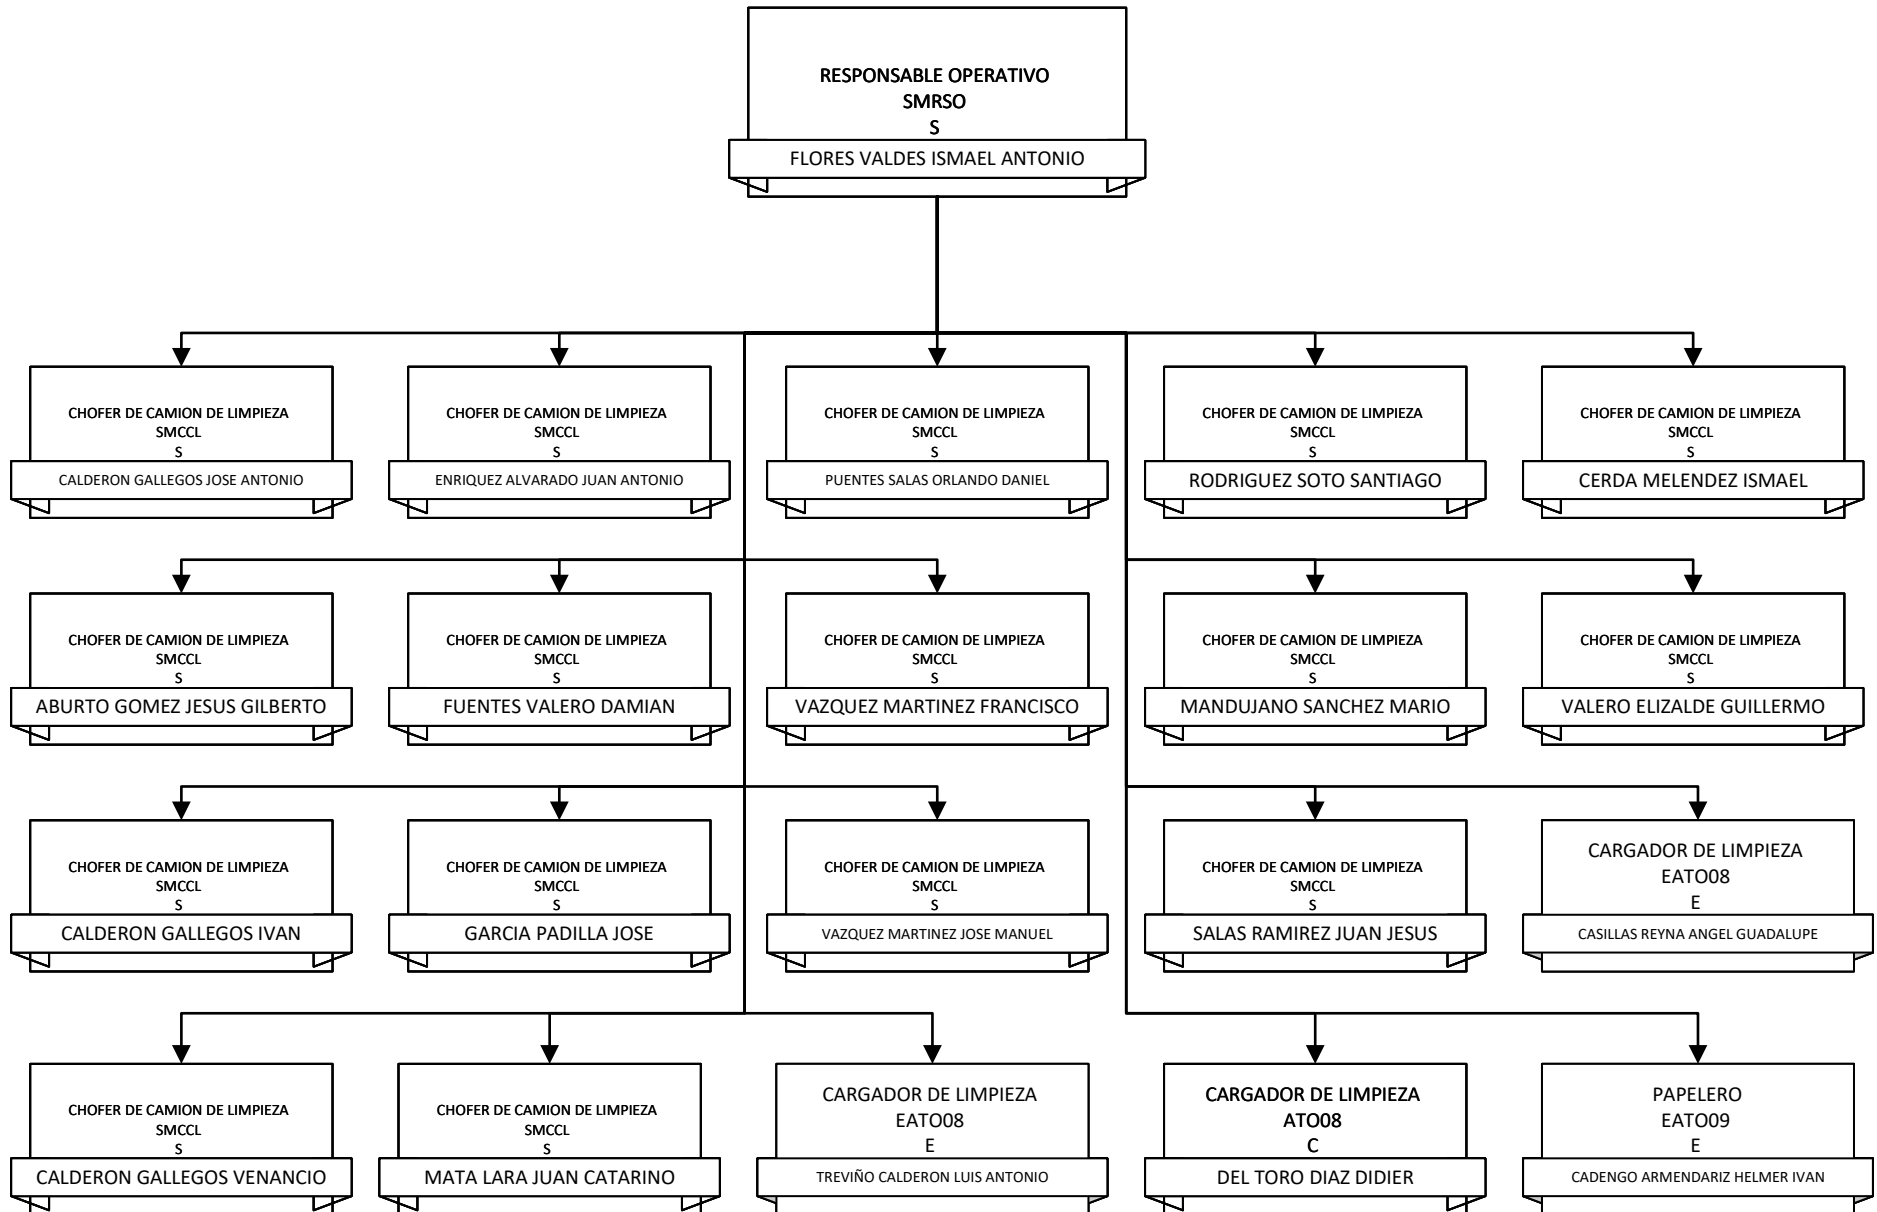 RESPONSABLE OPERATIVO
SMRSO
S
FLORES VALDES ISMAEL ANTONIO
CHOFER DE CAMION DE LIMPIEZA
SMCCL
S
CALDERON GALLEGOS JOSE ANTONIO
CHOFER DE CAMION DE LIMPIEZA
SMCCL
S
ENRIQUEZ ALVARADO JUAN ANTONIO
CHOFER DE CAMION DE LIMPIEZA
SMCCL
S
PUENTES SALAS ORLANDO DANIEL
CHOFER DE CAMION DE LIMPIEZA
SMCCL
S
RODRIGUEZ SOTO SANTIAGO
CHOFER DE CAMION DE LIMPIEZA
SMCCL
S
CERDA MELENDEZ ISMAEL
CHOFER DE CAMION DE LIMPIEZA
SMCCL
S
ABURTO GOMEZ JESUS GILBERTO
CHOFER DE CAMION DE LIMPIEZA
SMCCL
S
FUENTES VALERO DAMIAN
CHOFER DE CAMION DE LIMPIEZA
SMCCL
S
VAZQUEZ MARTINEZ FRANCISCO
CHOFER DE CAMION DE LIMPIEZA
SMCCL
S
MANDUJANO SANCHEZ MARIO
CHOFER DE CAMION DE LIMPIEZA
SMCCL
S
VALERO ELIZALDE GUILLERMO
CHOFER DE CAMION DE LIMPIEZA
SMCCL
S
CALDERON GALLEGOS IVAN
CHOFER DE CAMION DE LIMPIEZA
SMCCL
S
GARCIA PADILLA JOSE
CHOFER DE CAMION DE LIMPIEZA
SMCCL
S
VAZQUEZ MARTINEZ JOSE MANUEL
CHOFER DE CAMION DE LIMPIEZA
SMCCL
S
SALAS RAMIREZ JUAN JESUS
CARGADOR DE LIMPIEZA
EATO08
E
CASILLAS REYNA ANGEL GUADALUPE
CHOFER DE CAMION DE LIMPIEZA
SMCCL
S
CALDERON GALLEGOS VENANCIO
CHOFER DE CAMION DE LIMPIEZA
SMCCL
S
MATA LARA JUAN CATARINO
CARGADOR DE LIMPIEZA
EATO08
E
TREVIÑO CALDERON LUIS ANTONIO
CARGADOR DE LIMPIEZA
ATO08
C
DEL TORO DIAZ DIDIER
PAPELERO
EATO09
E
CADENGO ARMENDARIZ HELMER IVAN